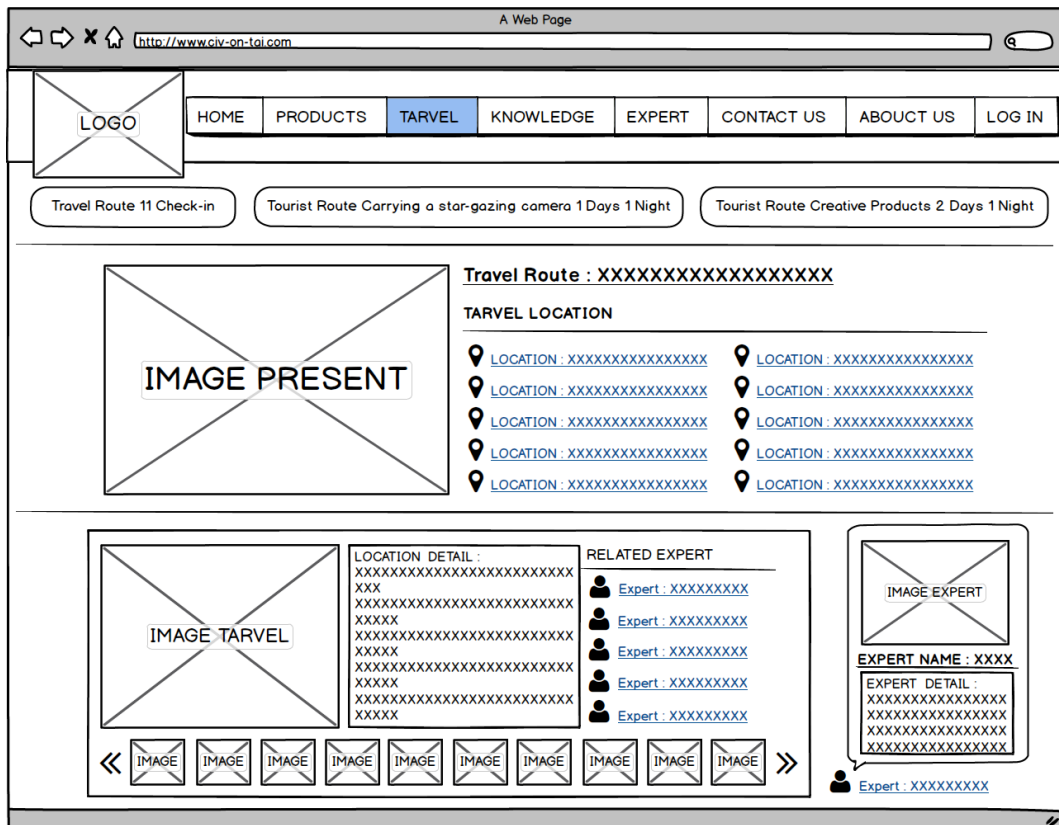 A Web Page
http://www.civ-on-tai.com
LOGO
HOME PRODUCTS TARVEL KNOWLEDGE EXPERT CONTACT US ABOUCT US LOG IN
Travel Route 11 Check-in
Tourist Route Carrying a star-gazing camera 1 Days 1 Night
Tourist Route Creative Products 2 Days 1 Night
IMAGE PRESENT
Travel Route : XXXXXXXXXXXXXXXXXX
TARVEL LOCATION
LOCATION : XXXXXXXXXXXXXXXX LOCATION : XXXXXXXXXXXXXXXX
LOCATION : XXXXXXXXXXXXXXXX LOCATION : XXXXXXXXXXXXXXXX
LOCATION : XXXXXXXXXXXXXXXX LOCATION : XXXXXXXXXXXXXXXX
LOCATION : XXXXXXXXXXXXXXXX LOCATION : XXXXXXXXXXXXXXXX
LOCATION : XXXXXXXXXXXXXXXX LOCATION : XXXXXXXXXXXXXXXX
IMAGE TARVEL
LOCATION DETAIL :
XXXXXXXXXXXXXXXXXXXXXXXXX
XXX
XXXXXXXXXXXXXXXXXXXXXXXXX
XXXXX
XXXXXXXXXXXXXXXXXXXXXXXXX
XXXXX
XXXXXXXXXXXXXXXXXXXXXXXXX
XXXXX
XXXXXXXXXXXXXXXXXXXXXXXXX
XXXXX
RELATED EXPERT
Expert : XXXXXXXXX
Expert : XXXXXXXXX
Expert : XXXXXXXXX
Expert : XXXXXXXXX
Expert : XXXXXXXXX
IMAGE IMAGE IMAGE IMAGE IMAGE IMAGE IMAGE IMAGE IMAGE IMAGE
IMAGE EXPERT
EXPERT NAME : XXXX
EXPERT DETAIL :
XXXXXXXXXXXXXXXX
XXXXXXXXXXXXXXXX
XXXXXXXXXXXXXXXX
XXXXXXXXXXXXXXXX
Expert : XXXXXXXXX